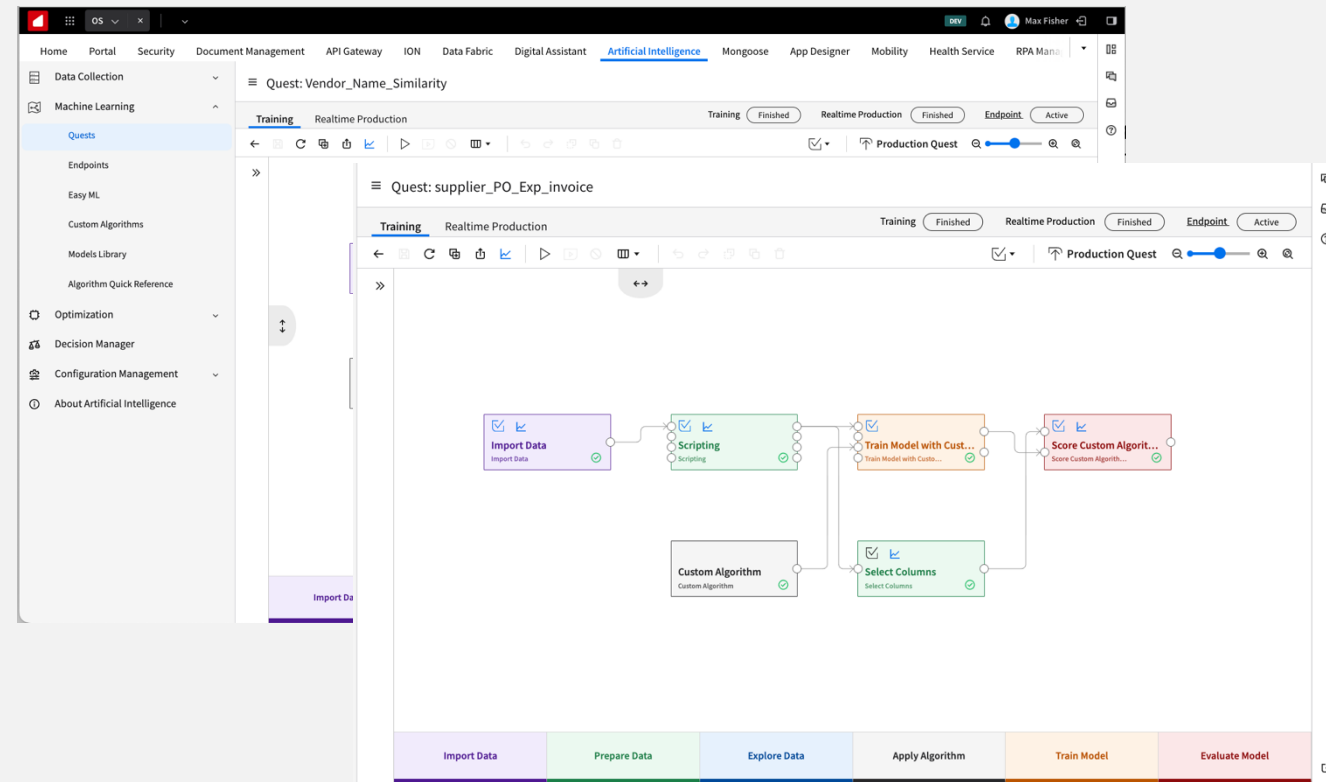 OS
DEV
Max Fisher
Home Portal Security Document Management API Gateway ION Data Fabric Digital Assistant Artificial Intelligence Mongoose App Designer Mobility Health Service RPA Mana
Data Collection
Machine Learning
Quests
Endpoints
Easy ML
Custom Algorithms
Models Library
Algorithm Quick Reference
Optimization
Decision Manager
Configuration Management
About Artificial Intelligence
Quest: Vendor_Name_Similarity
Training Realtime Production
Training Finished Realtime Production Finished Endpoint Active
Production Quest
Import Da
Quest: supplier_PO_Exp_invoice
Training Realtime Production
Training Finished Realtime Production Finished Endpoint Active
Production Quest
Import Data
Import Data
Scripting
Scripting
Train Model with Cust...
Train Model with Custo...
Score Custom Algorit...
Score Custom Algorith...
Custom Algorithm
Custom Algorithm
Select Columns
Select Columns
Import Data Prepare Data Explore Data Apply Algorithm Train Model Evaluate Model